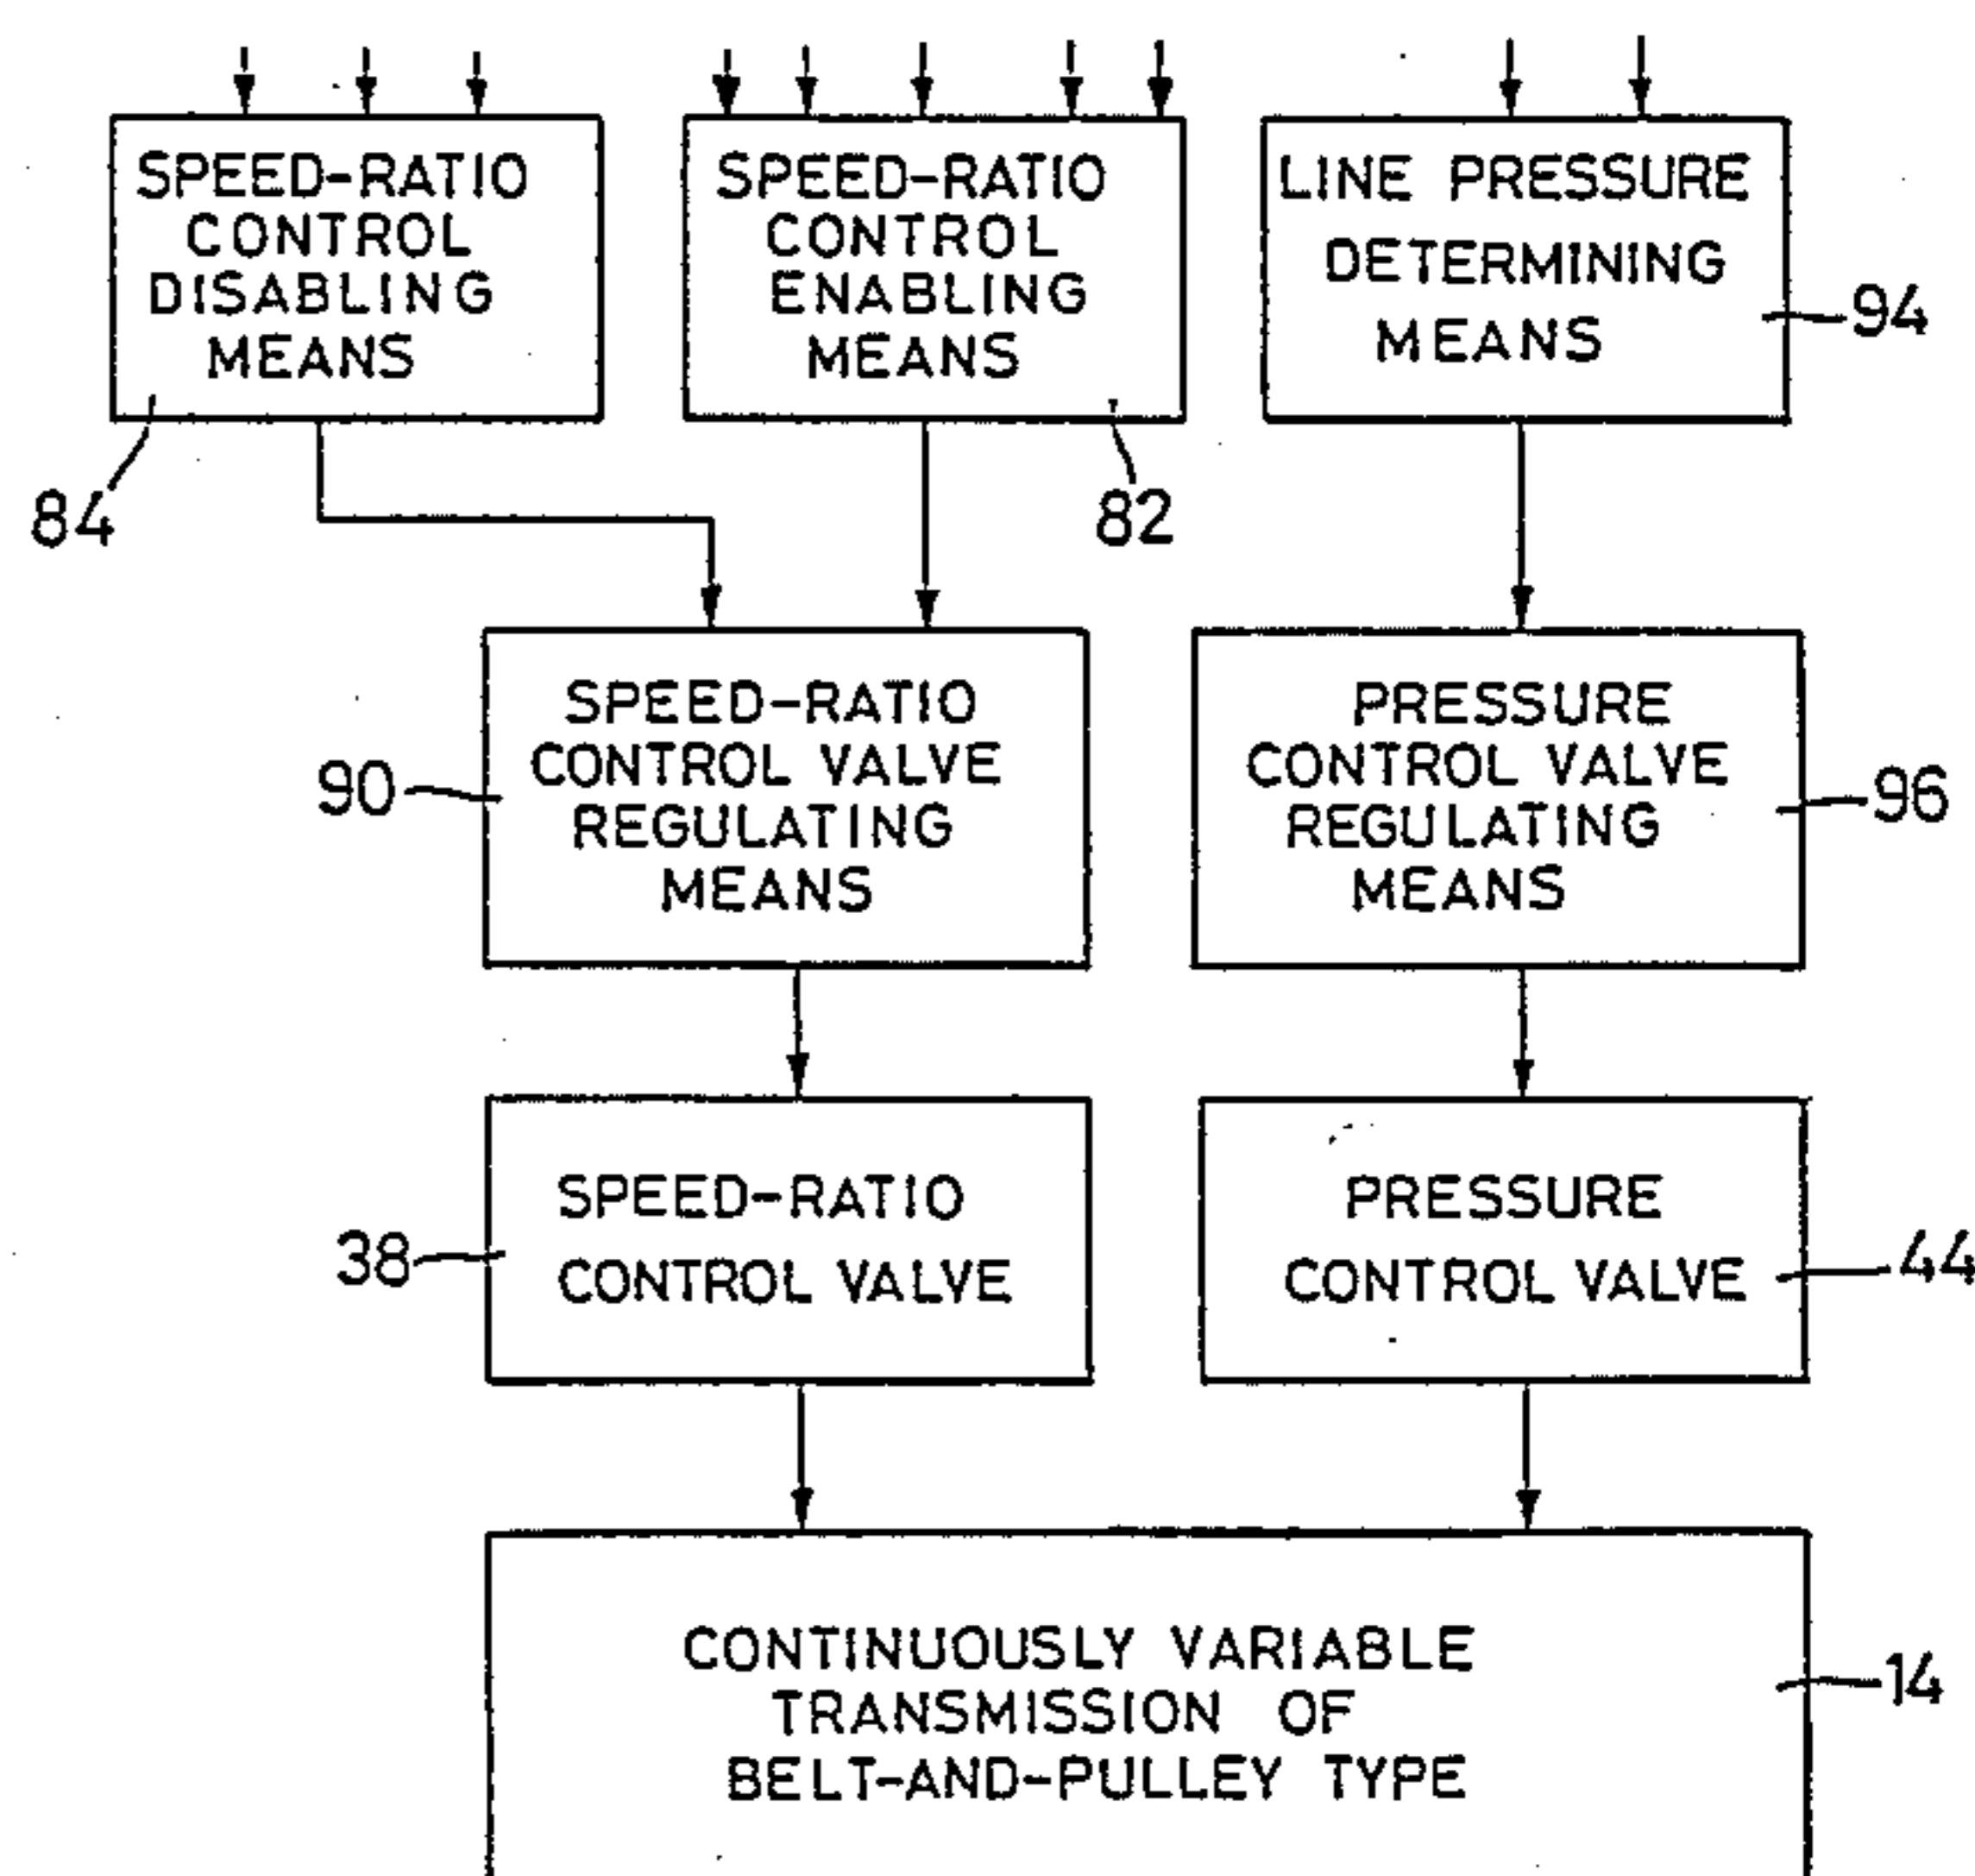 SPEED-RATIO
CONTROL
DISABLING
MEANS
84
SPEED-RATIO
CONTROL
ENABLING
MEANS
82
LINE PRESSURE
DETERMINING
MEANS
94
SPEED-RATIO
CONTROL VALVE
REGULATING
MEANS
90
PRESSURE
CONTROL VALVE
REGULATING
MEANS
96
SPEED-RATIO
CONTROL VALVE
38
PRESSURE
CONTROL VALVE
44
CONTINUOUSLY VARIABLE
TRANSMISSION OF
BELT-AND-PULLEY TYPE
14